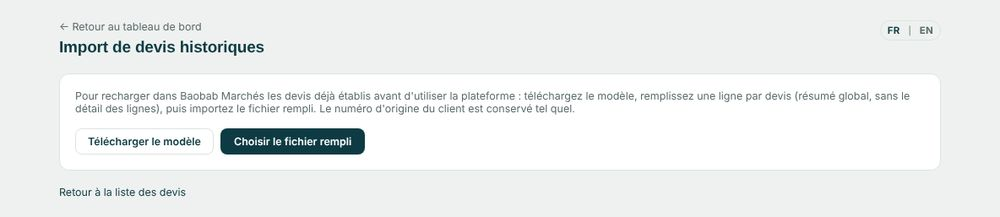 ← Retour au tableau de bord
FR | EN
Import de devis historiques
Pour recharger dans Baobab Marchés les devis déjà établis avant d'utiliser la plateforme : téléchargez le modèle, remplissez une ligne par devis (résumé global, sans le
détail des lignes), puis importez le fichier rempli. Le numéro d'origine du client est conservé tel quel.
Télécharger le modèle
Choisir le fichier rempli
Retour à la liste des devis